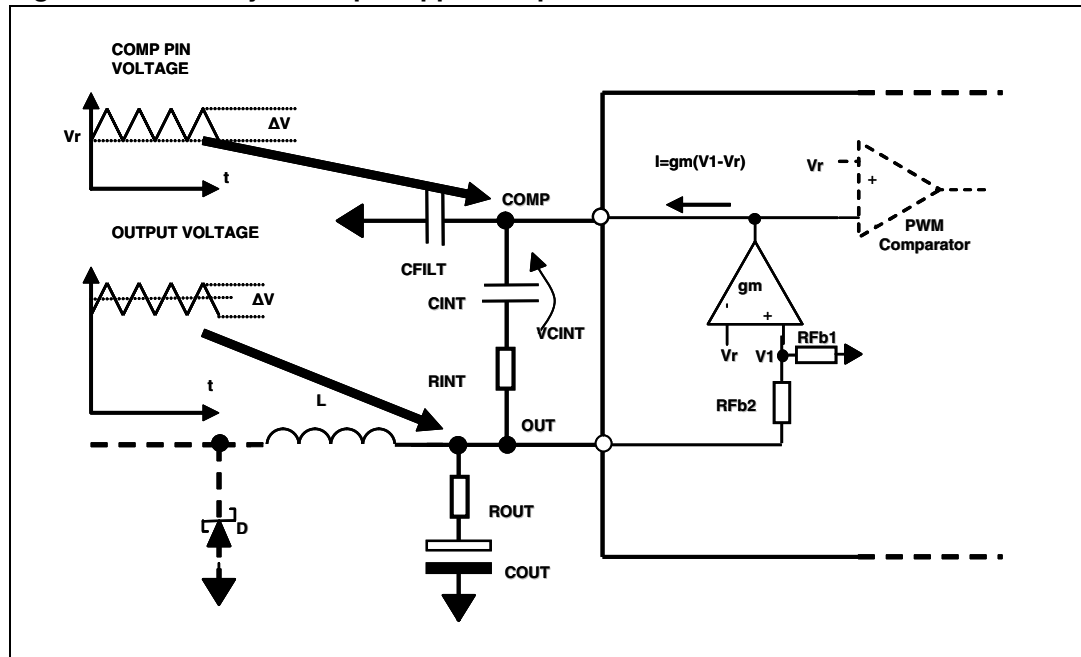 COMP PIN
VOLTAGE
ΔV
Vr
t
I=gm(V1-Vr)
Vr
+
COMP
PWM
Comparator
OUTPUT VOLTAGE
CFILT
gm
ΔV
CINT
-
+
VCINT
RFb1
Vr
V1
t
RINT
L
RFb2
OUT
ROUT
D
COUT